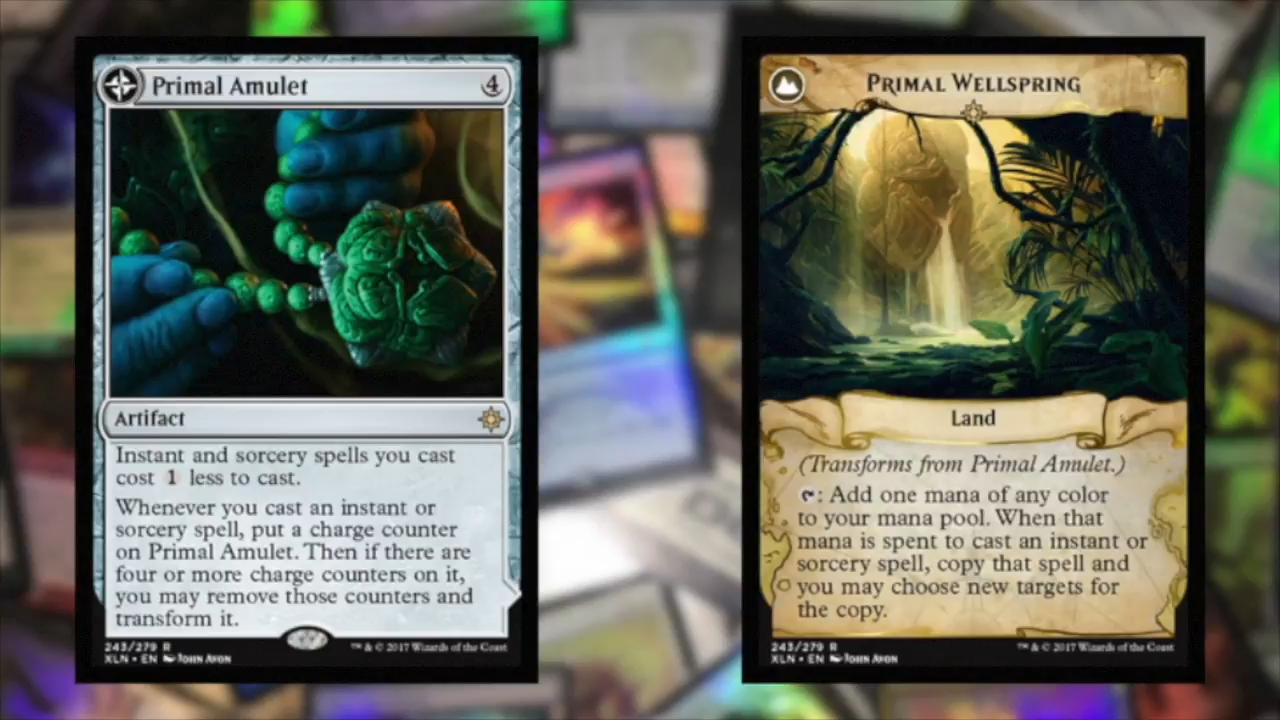 Primal Amulet 4
Artifact
Instant and sorcery spells you cast
cost 1 less to cast.
Whenever you cast an instant or
sorcery spell, put a charge counter
on Primal Amulet. Then if there are
four or more charge counters on it,
you may remove those counters and
transform it.
243/279 R
XLN • EN John Avon
™ & © 2017 Wizards of the Coast
Primal Wellspring
Land
(Transforms from Primal Amulet.)
: Add one mana of any color
to your mana pool. When that
mana is spent to cast an instant or
sorcery spell, copy that spell and
you may choose new targets for
the copy.
243/279 R
XLN • EN John Avon
™ & © 2017 Wizards of the Coast